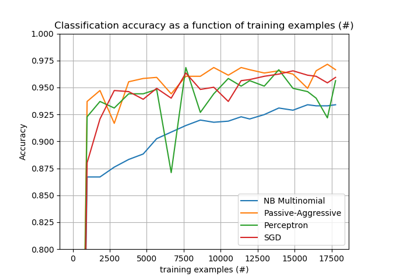 Classification accuracy as a function of training examples (#)
1.000
0.975
0.950
0.925
0.900
0.875
0.850
0.825
0.800
Accuracy
NB Multinomial
Passive-Aggressive
Perceptron
SGD
0 2500 5000 7500 10000 12500 15000 17500
training examples (#)